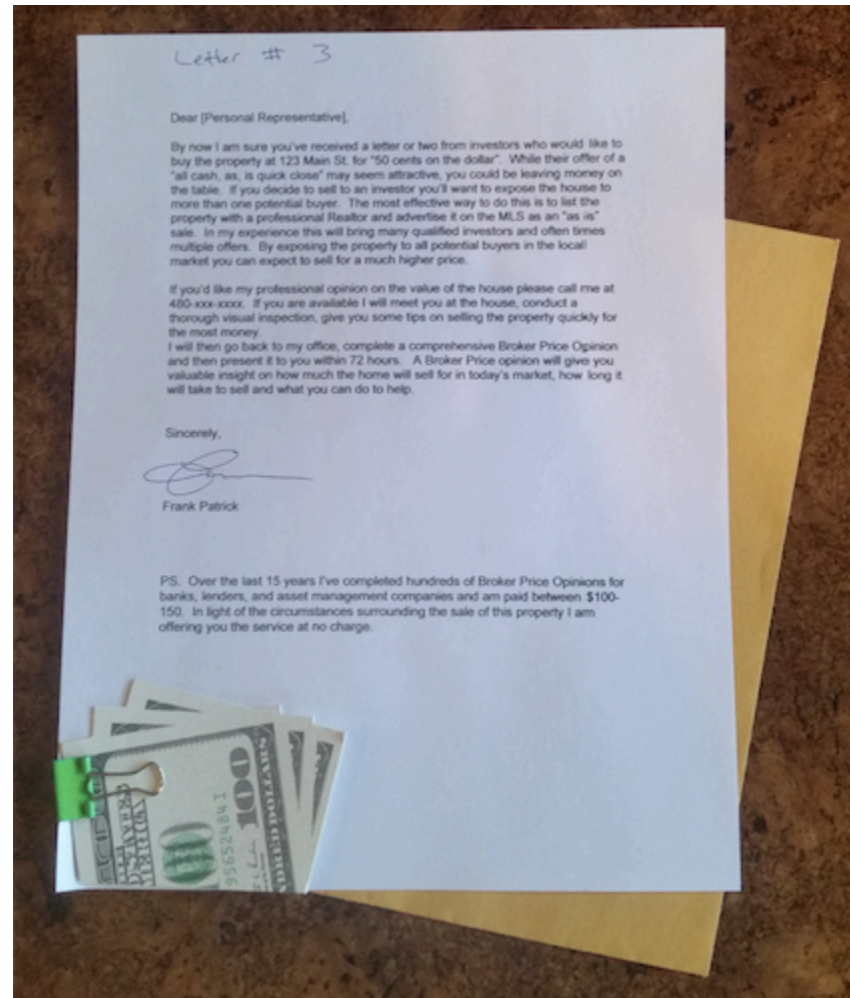 Letter # 3
Dear [Personal Representative],
By now I am sure you've received a letter or two from investors who would like to
buy the property at 123 Main St. for "50 cents on the dollar". While their offer of a
"all cash, as, is quick close" may seem attractive, you could be leaving money on
the table. If you decide to sell to an investor you'll want to expose the house to
more than one potential buyer. The most effective way to do this is to list the
property with a professional Realtor and advertise it on the MLS as an "as is"
sale. In my experience this will bring many qualified investors and often times
multiple offers. By exposing the property to all potential buyers in the local
market you can expect to sell for a much higher price.
If you'd like my professional opinion on the value of the house please call me at
480-xxx-xxxx. If you are available I will meet you at the house, conduct a
thorough visual inspection, give you some tips on selling the property quickly for
the most money.
I will then go back to my office, complete a comprehensive Broker Price Opinion
and then present it to you within 72 hours. A Broker Price opinion will give you
valuable insight on how much the home will sell for in today's market, how long it
will take to sell and what you can do to help.
Sincerely,
Frank Patrick
PS. Over the last 15 years I've completed hundreds of Broker Price Opinions for
banks, lenders, and asset management companies and am paid between $100-
150. In light of the circumstances surrounding the sale of this property I am
offering you the service at no charge.
100